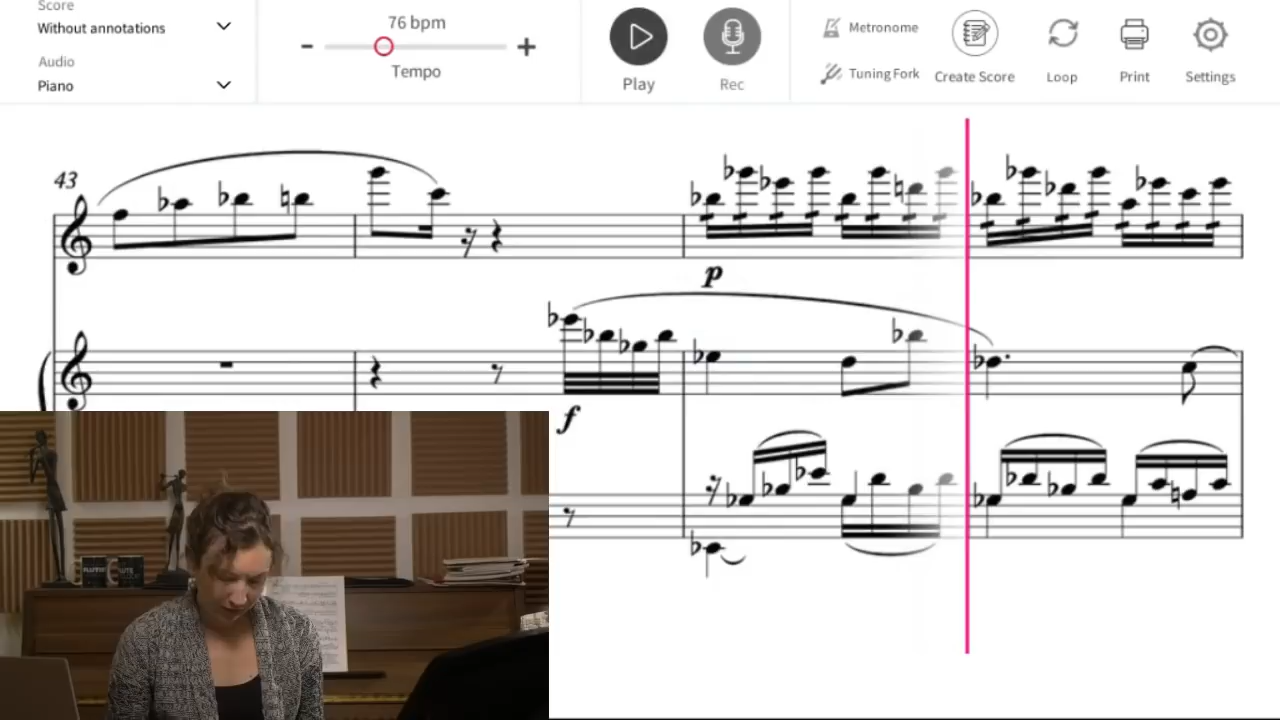 Score
Without annotations
Audio
Piano
76 bpm
Tempo
Play
Rec
Metronome
Tuning Fork
Create Score
Loop
Print
Settings
43
p
f